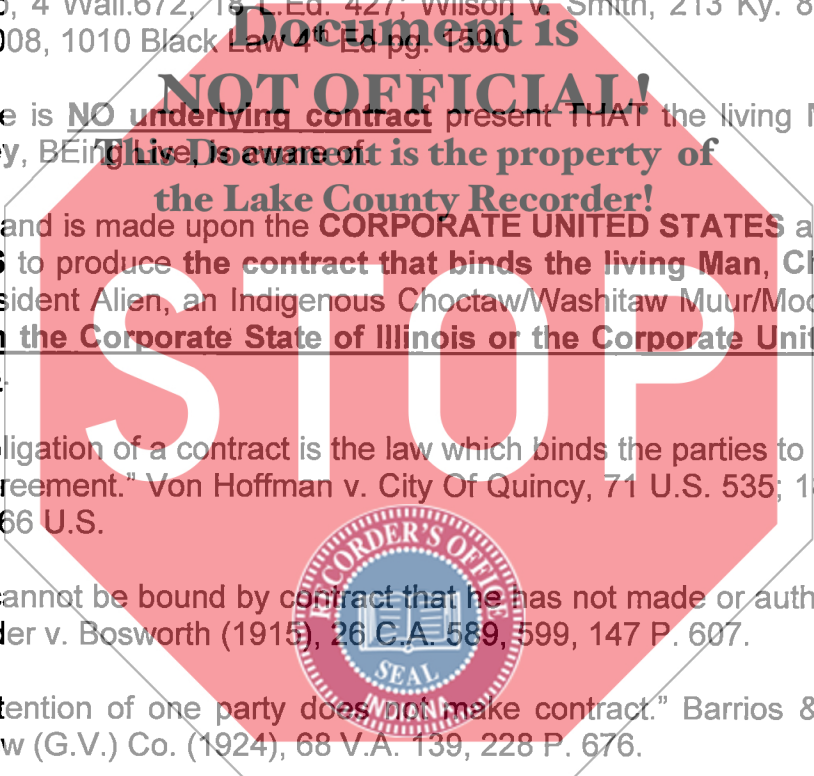 , 4 Wall.672, 18 L.Ed. 427; Wilson v. Smith, 213 Ky. 8
08, 1010 Black Law 4th Ed pg. 1590
Document is
NOT OFFICIAL!
e is NO underlying contract present THAT the living
y, BEing Live, is aware of.
This Document is the property of
the Lake County Recorder!
and is made upon the CORPORATE UNITED STATES a
to produce the contract that binds the living Man, Ch
sident Alien, an Indigenous Choctaw/Washitaw Muur/Moo
the Corporate State of Illinois or the Corporate Unit
STOP
ligation of a contract is the law which binds the parties to
reement." Von Hoffman v. City Of Quincy, 71 U.S. 535; 18
66 U.S.
cannot be bound by contract that he has not made or auth
er v. Bosworth (1915), 26 C.A. 589, 599, 147 P. 607.
RECORDER'S OFFICE
SEAL
INDIANA
tention of one party does not make contract." Barrios &
w (G.V.) Co. (1924), 68 V.A. 139, 228 P. 676.